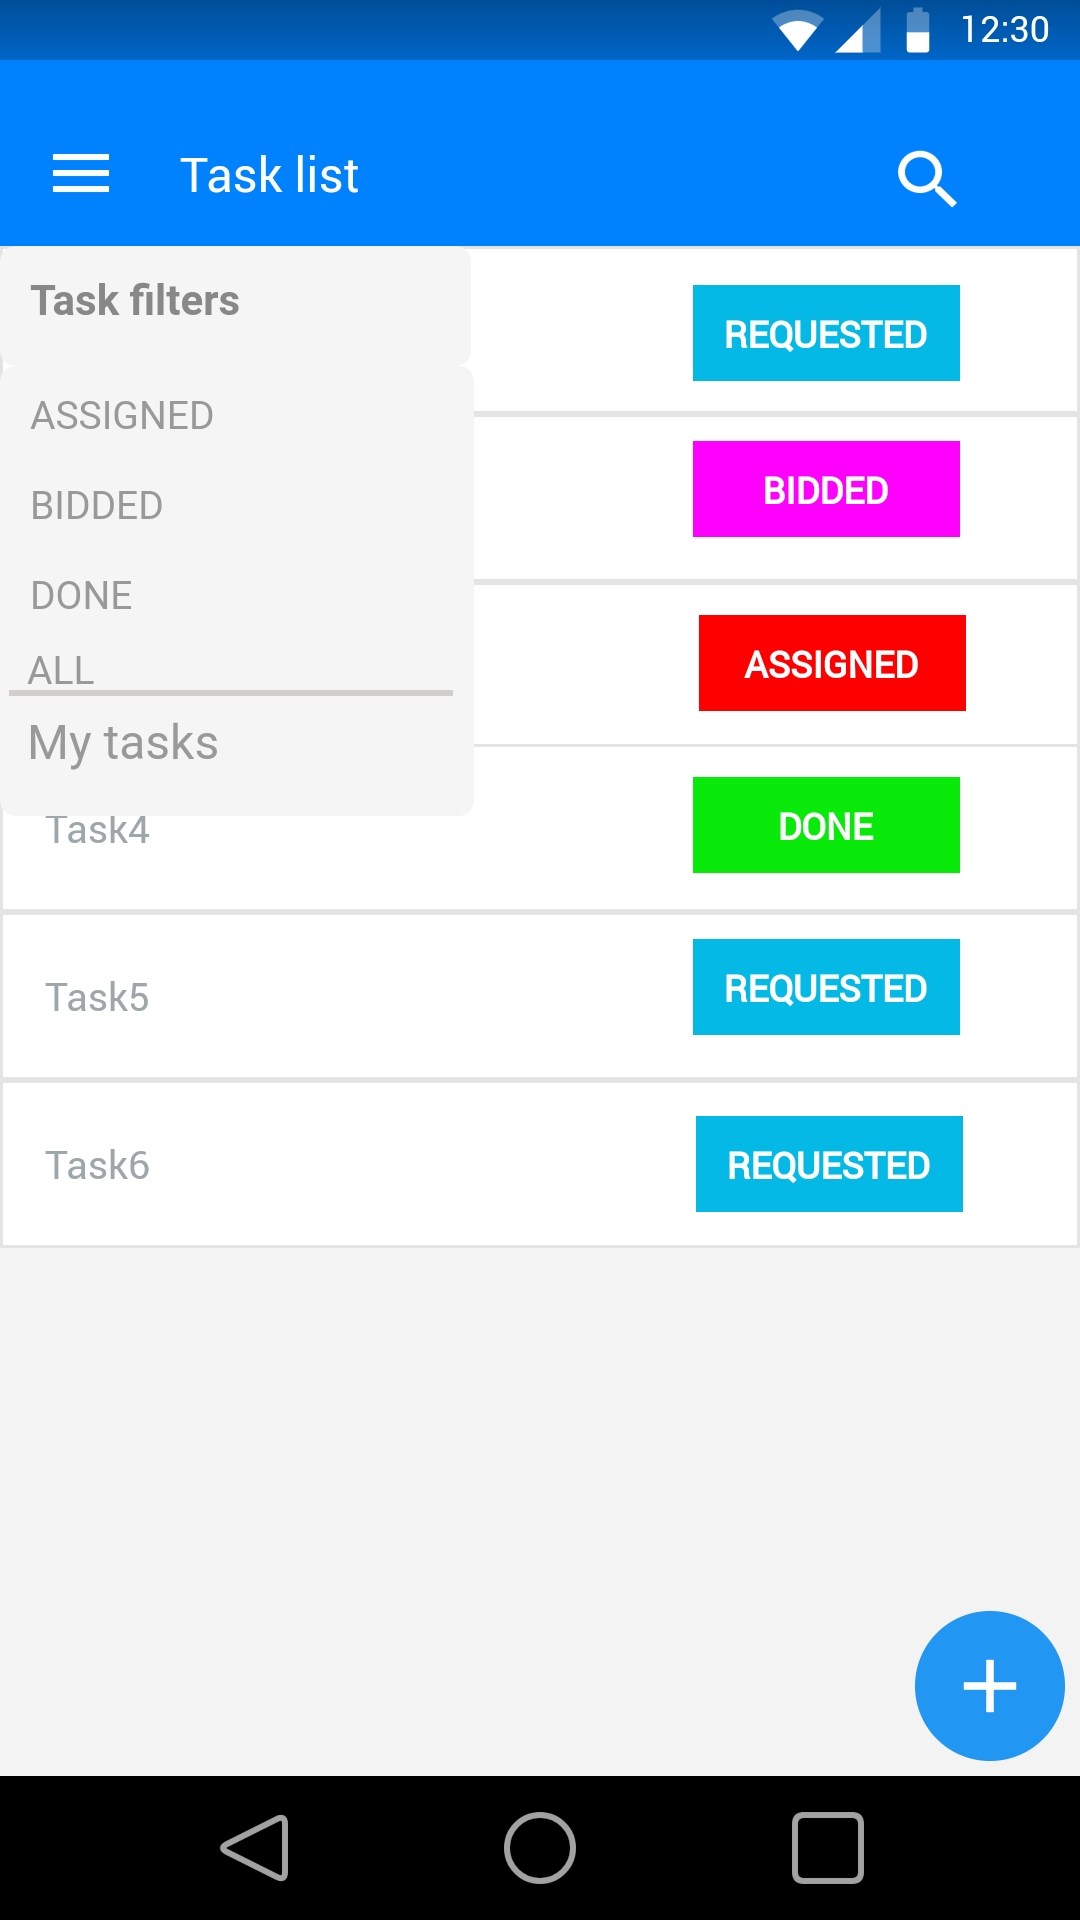 12:30
Task list
Task filters
REQUESTED
ASSIGNED
BIDDED
BIDDED
DONE
ALL
ASSIGNED
My tasks
Task4
DONE
Task5
REQUESTED
Task6
REQUESTED